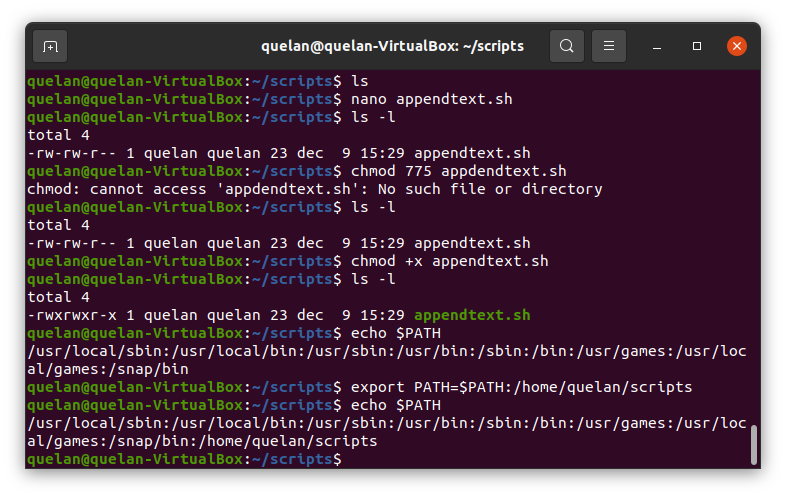 quelan@quelan-VirtualBox: ~/scripts
quelan@quelan-VirtualBox:~/scripts$ ls
quelan@quelan-VirtualBox:~/scripts$ nano appendtext.sh
quelan@quelan-VirtualBox:~/scripts$ ls -l
total 4
-rw-rw-r-- 1 quelan quelan 23 dec  9 15:29 appendtext.sh
quelan@quelan-VirtualBox:~/scripts$ chmod 775 appdendtext.sh
chmod: cannot access 'appdendtext.sh': No such file or directory
quelan@quelan-VirtualBox:~/scripts$ ls -l
total 4
-rw-rw-r-- 1 quelan quelan 23 dec  9 15:29 appendtext.sh
quelan@quelan-VirtualBox:~/scripts$ chmod +x appendtext.sh
quelan@quelan-VirtualBox:~/scripts$ ls -l
total 4
-rwxrwxr-x 1 quelan quelan 23 dec  9 15:29 appendtext.sh
quelan@quelan-VirtualBox:~/scripts$ echo $PATH
/usr/local/sbin:/usr/local/bin:/usr/sbin:/usr/bin:/sbin:/bin:/usr/games:/usr/loc
al/games:/snap/bin
quelan@quelan-VirtualBox:~/scripts$ export PATH=$PATH:/home/quelan/scripts
quelan@quelan-VirtualBox:~/scripts$ echo $PATH
/usr/local/sbin:/usr/local/bin:/usr/sbin:/usr/bin:/sbin:/bin:/usr/games:/usr/loc
al/games:/snap/bin:/home/quelan/scripts
quelan@quelan-VirtualBox:~/scripts$